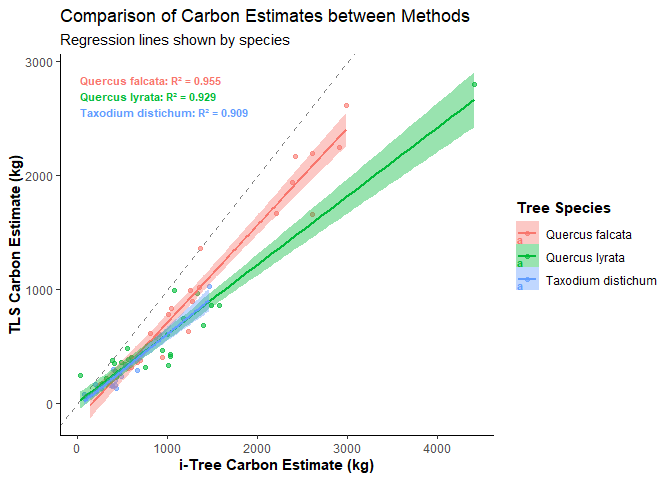 Comparison of Carbon Estimates between Methods
Regression lines shown by species
3000
2000
1000
0
TLS Carbon Estimate (kg)
Quercus falcata: R² = 0.955
Quercus lyrata: R² = 0.929
Taxodium distichum: R² = 0.909
0 1000 2000 3000 4000
i-Tree Carbon Estimate (kg)
Tree Species
a Quercus falcata
a Quercus lyrata
a Taxodium distichum